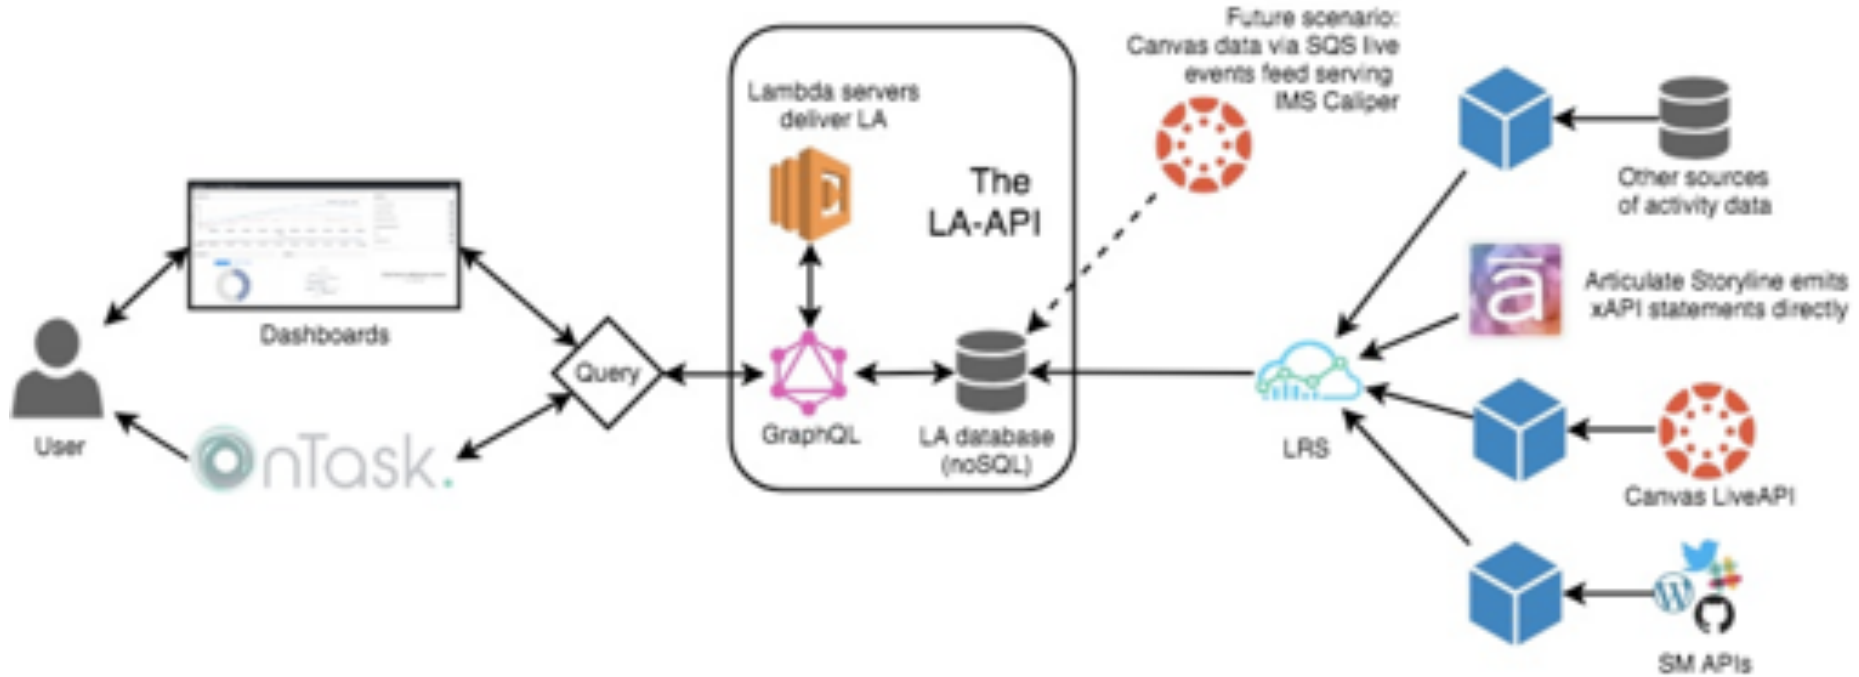 Future scenario:
Canvas data via SQS live
events feed serving
IMS Caliper
Lambda servers
deliver LA
The
LA-API
Other sources
of activity data
Articulate Storyline emits
xAPI statements directly
Dashboards
Query
User
OnTask.
GraphQL
LA database
(noSQL)
LRS
Canvas LiveAPI
SM APIs